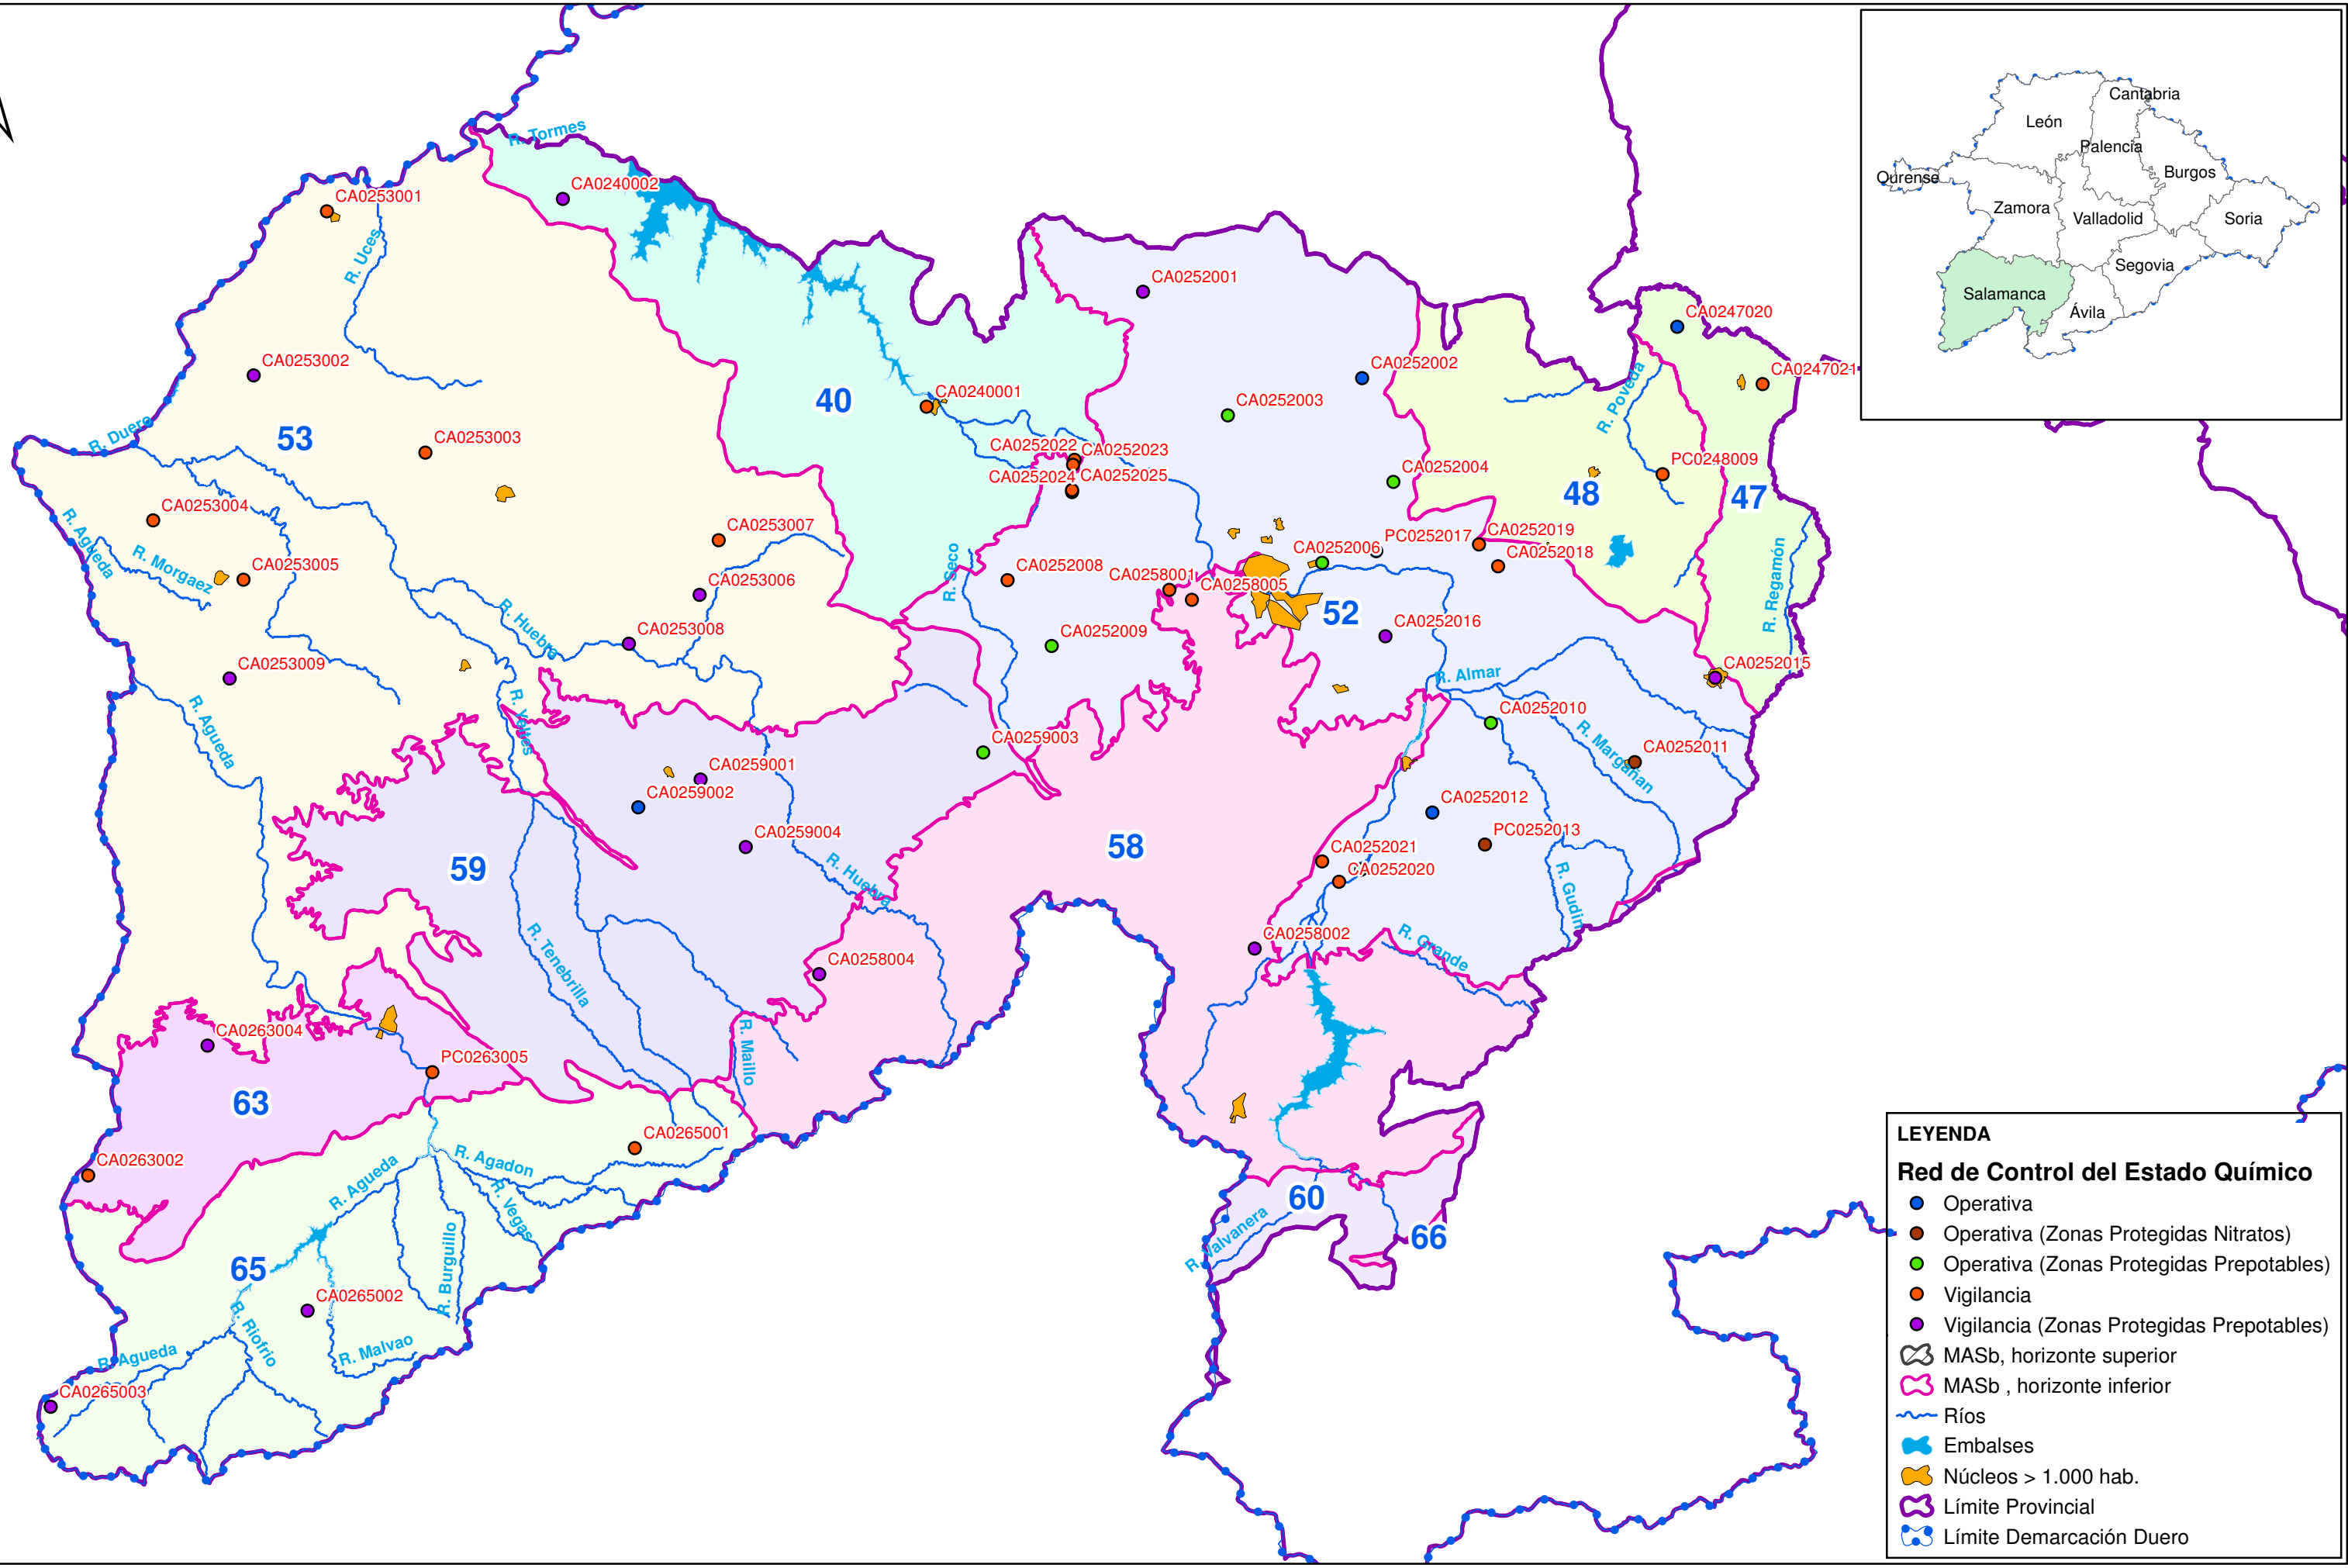 R. Tormes
CA0240002
CA0253001
R. Uces
CA0252001
CA0247020
CA0253002
CA0252002
CA0247021
R. Poveda
40
CA0240001
CA0252003
53
R. Duero
CA0253003
CA0252022
CA0252023
CA0252024
CA0252025
CA0252004
PC0248009
48
47
CA0253004
R. Agueda
R. Morgaez
CA0253005
CA0253007
CA0253006
R. Huebra
CA0253008
CA0253009
R. Seco
CA0252008
CA0258001
CA0258005
CA0252006
PC0252017
CA0252019
CA0252018
52
CA0252016
R. Regamón
CA0252009
CA0252015
R. Almar
R. Agueda
R. Yeltes
CA0259003
CA0252010
R. Margañan
CA0252011
CA0259001
CA0259002
CA0259004
CA0252012
PC0252013
58
59
R. Huebra
CA0252021
CA0252020
R. Gudin
R. Tenebrilla
CA0258002
R. Grande
CA0258004
CA0263004
PC0263005
R. Maillo
63
CA0265001
CA0263002
R. Agueda
R. Agadon
R. Vegas
R. Burguillo
60
R. Valvanera
66
65
CA0265002
R. Riofrio
R. Malvao
R. Agueda
CA0265003
Cantabria
León
Palencia
Ourense
Burgos
Zamora
Valladolid
Soria
Segovia
Salamanca
Ávila
LEYENDA
Red de Control del Estado Químico
Operativa
Operativa (Zonas Protegidas Nitratos)
Operativa (Zonas Protegidas Prepotables)
Vigilancia
Vigilancia (Zonas Protegidas Prepotables)
MASb, horizonte superior
MASb , horizonte inferior
Ríos
Embalses
Núcleos > 1.000 hab.
Límite Provincial
Límite Demarcación Duero